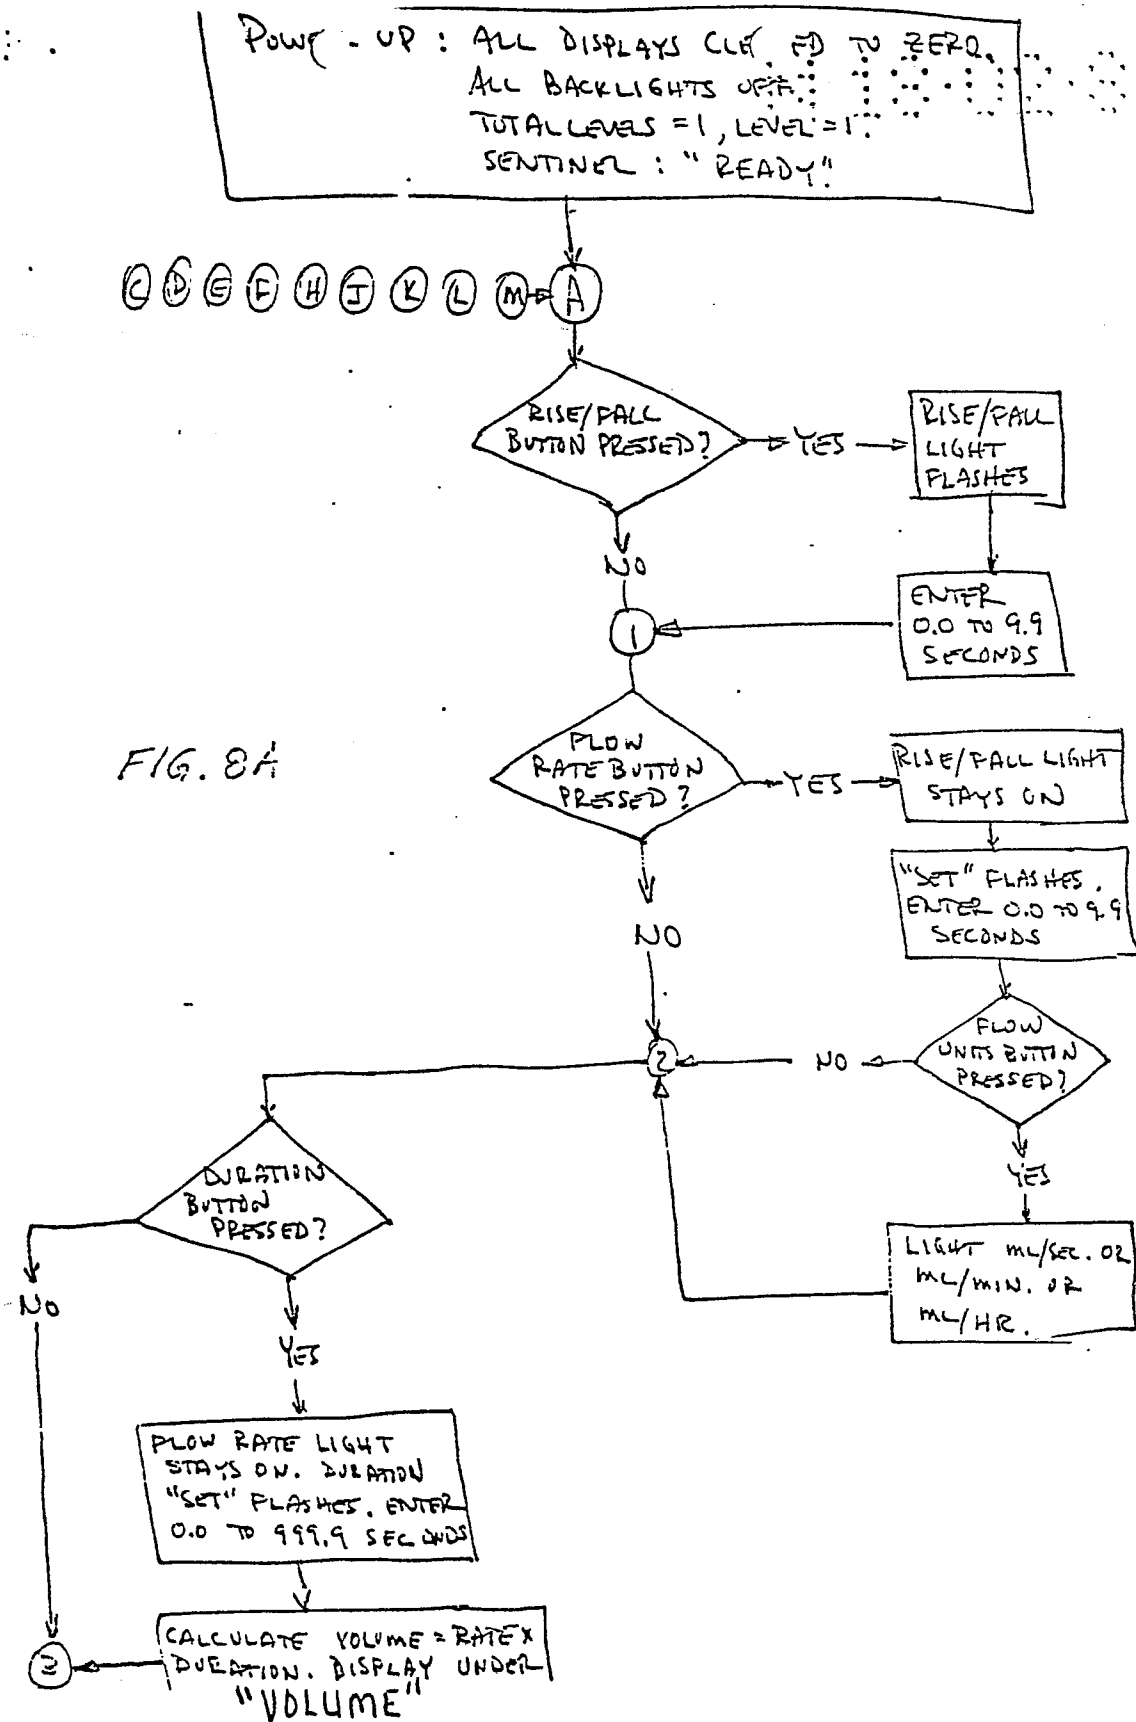 POWE - UP : ALL DISPLAYS CLE ED TO ZERO.
ALL BACKLIGHTS OFF.
TOTAL LEVELS = 1, LEVEL = 1.
SENTINEL : "READY".
C D E F H J K L M A
RISE/FALL
BUTTON PRESSED?
YES
RISE/FALL
LIGHT
FLASHES
NO
ENTER
0.0 TO 9.9
SECONDS
1
FIG. 8A
FLOW
RATE BUTTON
PRESSED?
YES
RISE/FALL LIGHT
STAYS ON
"SET" FLASHES.
ENTER 0.0 TO 9.9
SECONDS
NO
FLOW
UNITS BUTTON
PRESSED?
NO
2
YES
LIGHT ML/SEC. OR
ML/MIN. OR
ML/HR.
DURATION
BUTTON
PRESSED?
NO
YES
FLOW RATE LIGHT
STAYS ON. DURATION
"SET" FLASHES. ENTER
0.0 TO 999.9 SECONDS
CALCULATE VOLUME = RATE X
DURATION. DISPLAY UNDER
"VOLUME"